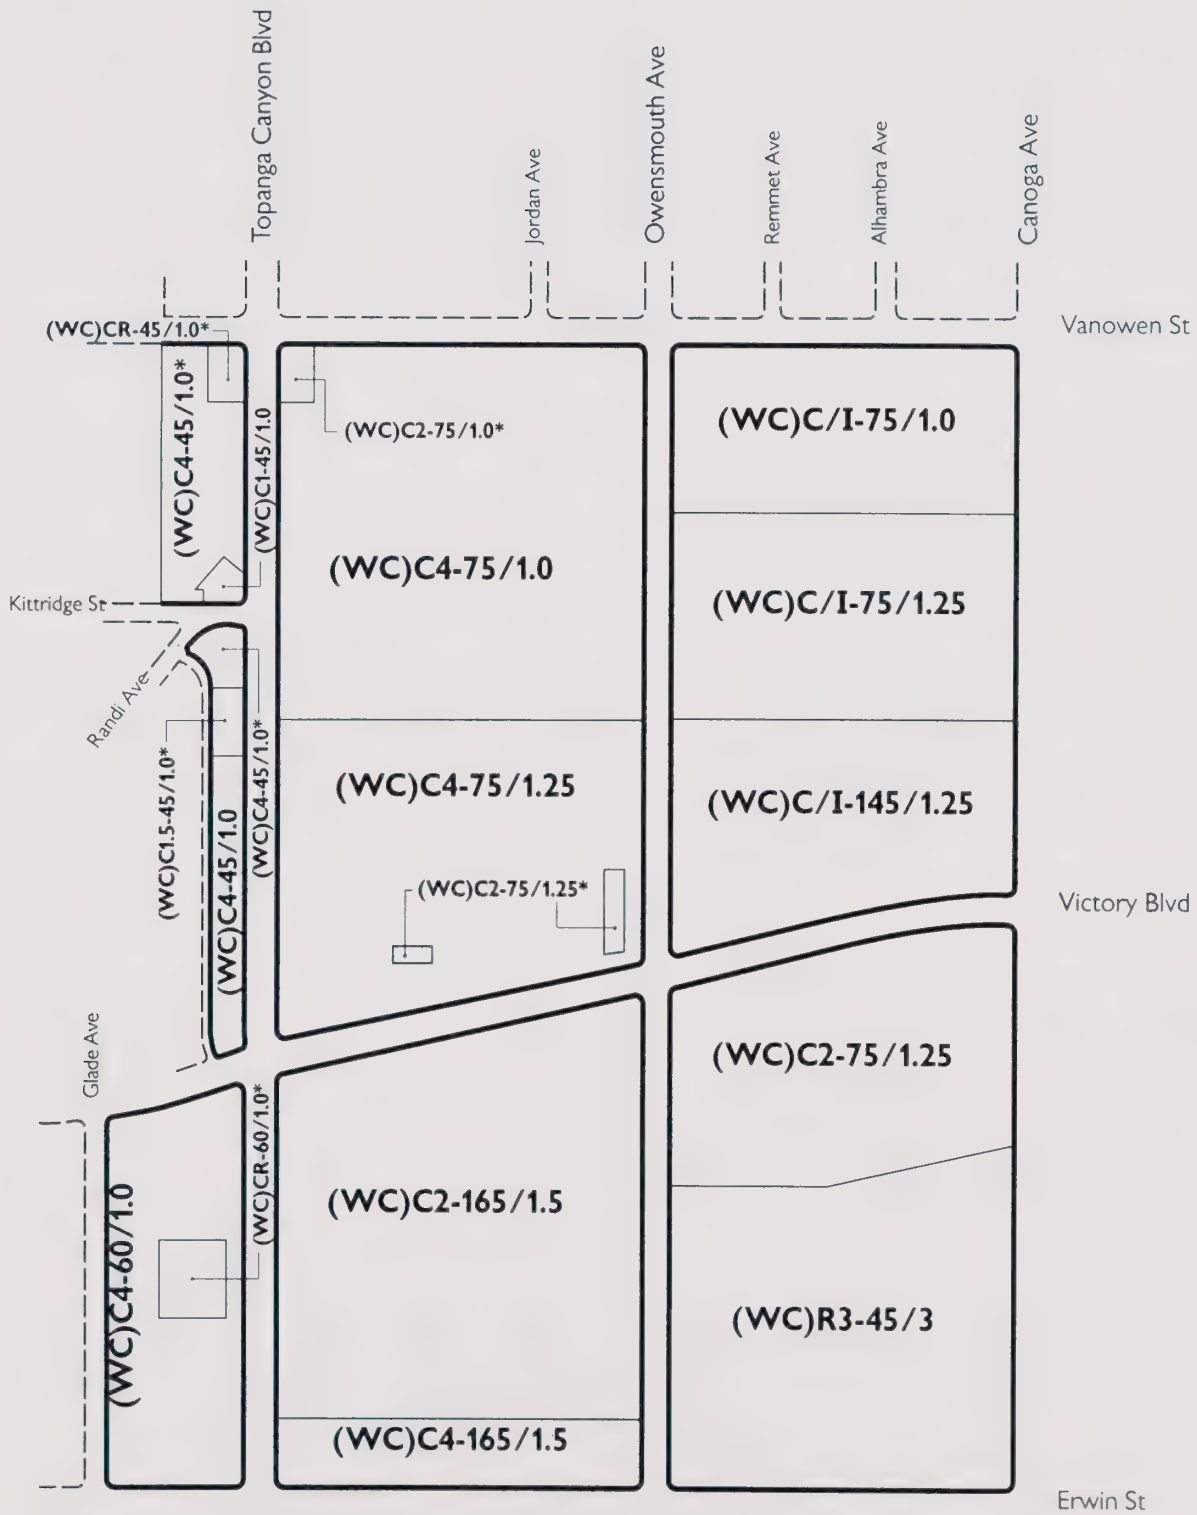 Topanga Canyon Blvd
Jordan Ave
Owensmouth Ave
Remmet Ave
Alhambra Ave
Canoga Ave
Vanowen St
(WC)CR-45/1.0*
(WC)C4-45/1.0*
(WC)C1-45/1.0
(WC)C2-75/1.0*
(WC)C/I-75/1.0
(WC)C4-75/1.0
(WC)C/I-75/1.25
Kittridge St
Randi Ave
(WC)C1.5-45/1.0*
(WC)C4-45/1.0
(WC)C4-45/1.0*
(WC)C4-75/1.25
(WC)C/I-145/1.25
(WC)C2-75/1.25*
Victory Blvd
Glade Ave
(WC)C2-75/1.25
(WC)CR-60/1.0*
(WC)C4-60/1.0
(WC)C2-165/1.5
(WC)R3-45/3
(WC)C4-165/1.5
Erwin St